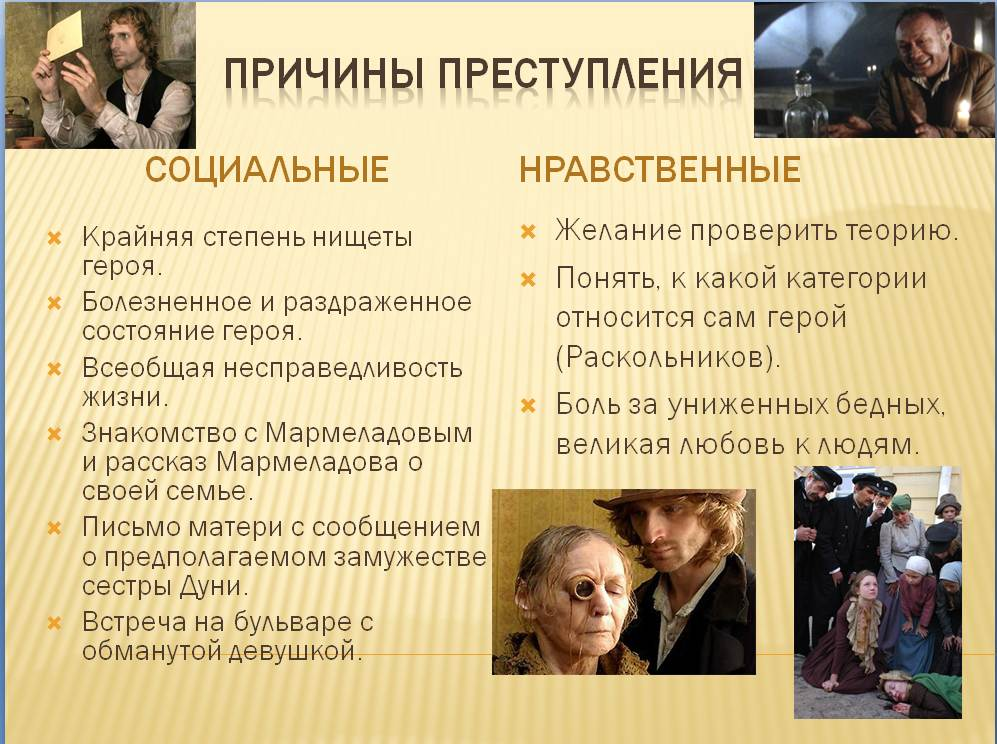 ПРИЧИНЫ ПРЕСТУПЛЕНИЯ
СОЦИАЛЬНЫЕ
Крайняя степень нищеты
героя.
Болезненное и раздраженное
состояние героя.
Всеобщая несправедливость
жизни.
Знакомство с Мармеладовым
и рассказ Мармеладова о
своей семье.
Письмо матери с сообщением
о предполагаемом замужестве
сестры Дуни.
Встреча на бульваре с
обманутой девушкой.
НРАВСТВЕННЫЕ
Желание проверить теорию.
Понять, к какой категории
относится сам герой
(Раскольников).
Боль за униженных бедных,
великая любовь к людям.